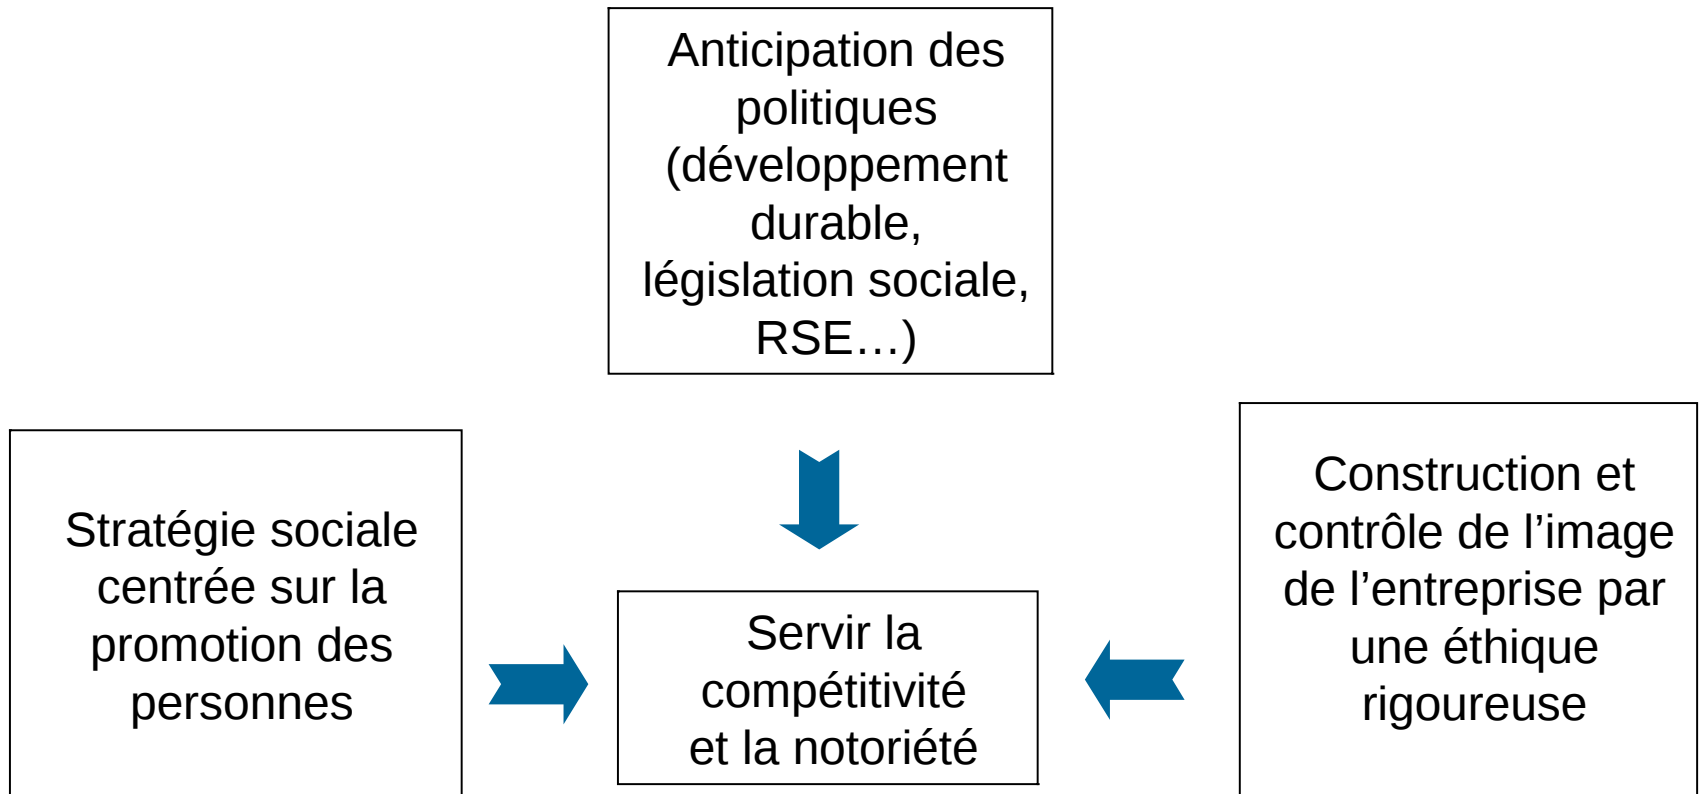 Anticipation des
politiques
(développement
durable,
législation sociale,
RSE…)
Stratégie sociale
centrée sur la
promotion des
personnes
Servir la
compétitivité
et la notoriété
Construction et
contrôle de l’image
de l’entreprise par
une éthique
rigoureuse